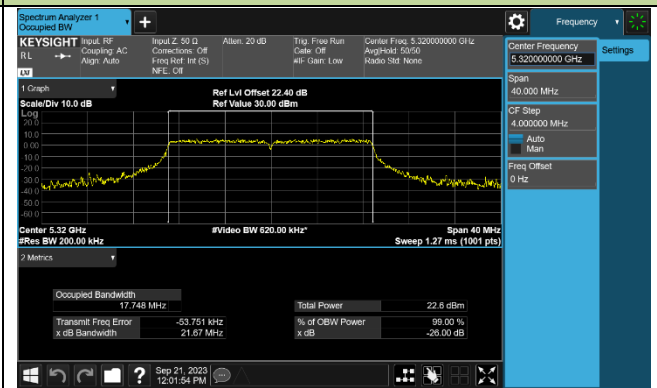 Spectrum Analyzer 1
Occupied BW
+
Frequency
KEYSIGHT
RL
LXI
Input: RF
Coupling: AC
Align: Auto
Input Z: 50 Ω
Corrections: Off
Freq Ref: Int (S)
NFE: Off
Atten: 20 dB
Trig: Free Run
Gate: Off
#IF Gain: Low
Center Freq: 5.320000000 GHz
Avg|Hold: 50/50
Radio Std: None
Center Frequency
5.320000000 GHz
Settings
Span
40.000 MHz
CF Step
4.000000 MHz
Auto
Man
Freq Offset
0 Hz
1 Graph
Scale/Div 10.0 dB
Ref Lvl Offset 22.40 dB
Ref Value 30.00 dBm
Log
20.0
10.0
0.00
-10.0
-20.0
-30.0
-40.0
-50.0
-60.0
Center 5.32 GHz
#Video BW 620.00 kHz*
Span 40 MHz
#Res BW 200.00 kHz
Sweep 1.27 ms (1001 pts)
2 Metrics
Occupied Bandwidth
17.748 MHz
Total Power
22.6 dBm
Transmit Freq Error
-53.751 kHz
% of OBW Power
99.00 %
x dB Bandwidth
21.67 MHz
x dB
-26.00 dB
?
Sep 21, 2023
12:01:54 PM